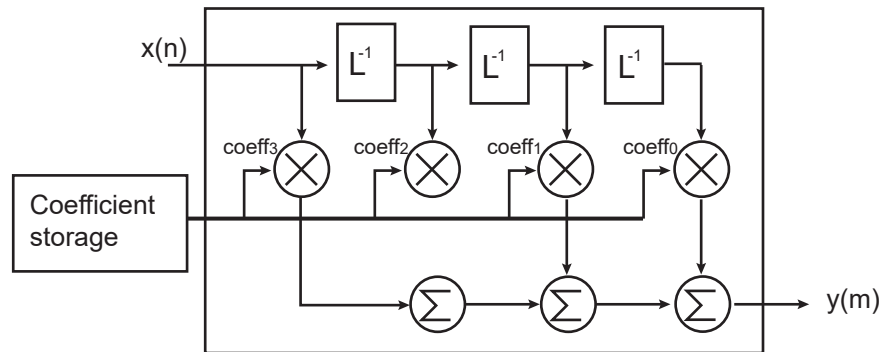 x(n)
L⁻¹
L⁻¹
L⁻¹
coeff₃
coeff₂
coeff₁
coeff₀
Coefficient
storage
Σ
Σ
Σ
y(m)